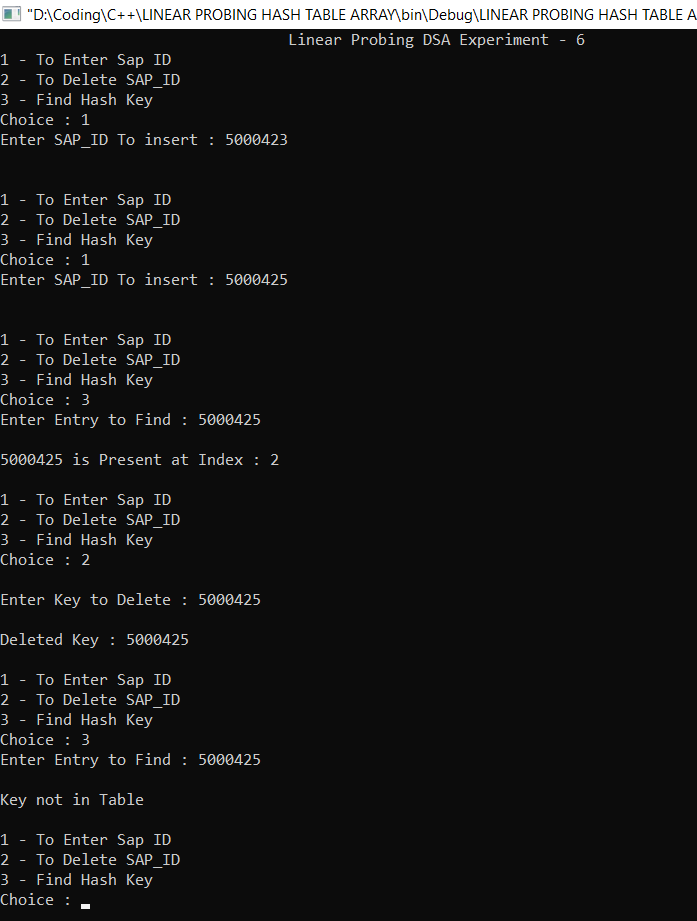 "D:\Coding\C++\LINEAR PROBING HASH TABLE ARRAY\bin\Debug\LINEAR PROBING HASH TABLE A
Linear Probing DSA Experiment - 6
1 - To Enter Sap ID
2 - To Delete SAP_ID
3 - Find Hash Key
Choice : 1
Enter SAP_ID To insert : 5000423
1 - To Enter Sap ID
2 - To Delete SAP_ID
3 - Find Hash Key
Choice : 1
Enter SAP_ID To insert : 5000425
1 - To Enter Sap ID
2 - To Delete SAP_ID
3 - Find Hash Key
Choice : 3
Enter Entry to Find : 5000425
5000425 is Present at Index : 2
1 - To Enter Sap ID
2 - To Delete SAP_ID
3 - Find Hash Key
Choice : 2
Enter Key to Delete : 5000425
Deleted Key : 5000425
1 - To Enter Sap ID
2 - To Delete SAP_ID
3 - Find Hash Key
Choice : 3
Enter Entry to Find : 5000425
Key not in Table
1 - To Enter Sap ID
2 - To Delete SAP_ID
3 - Find Hash Key
Choice :